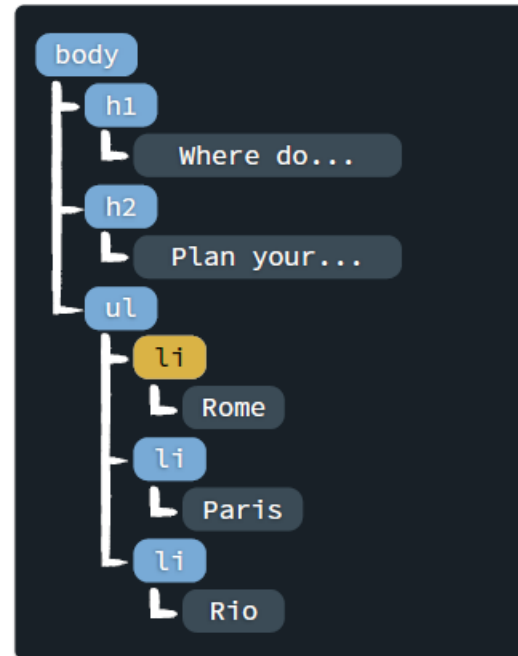 body
h1
Where do...
h2
Plan your...
ul
li
Rome
li
Paris
li
Rio